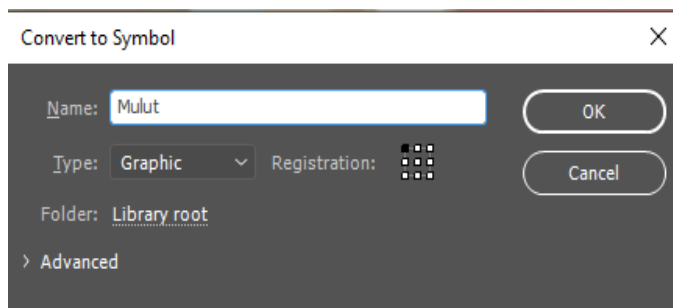 Convert to Symbol
Name: Mulut
OK
Type: Graphic Registration:
Cancel
Folder: Library root
Advanced